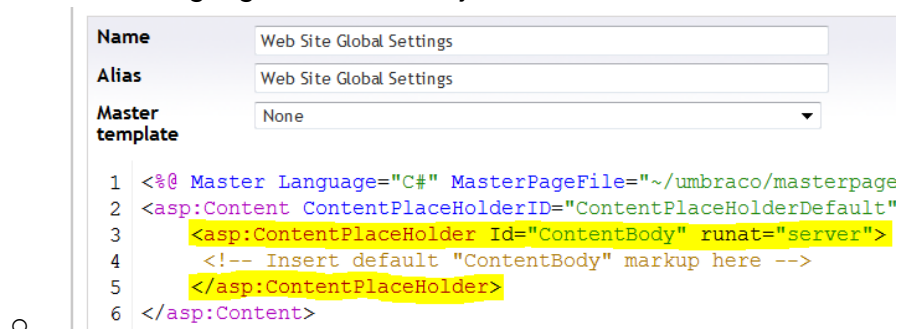 Name Web Site Global Settings
Alias Web Site Global Settings
Master template None
1 <%@ Master Language="C#" MasterPageFile="~/umbraco/masterpage
2 <asp:Content ContentPlaceHolderID="ContentPlaceHolderDefault"
3 <asp:ContentPlaceHolder Id="ContentBody" runat="server">
4 <!-- Insert default "ContentBody" markup here -->
5 </asp:ContentPlaceHolder>
6 </asp:Content>